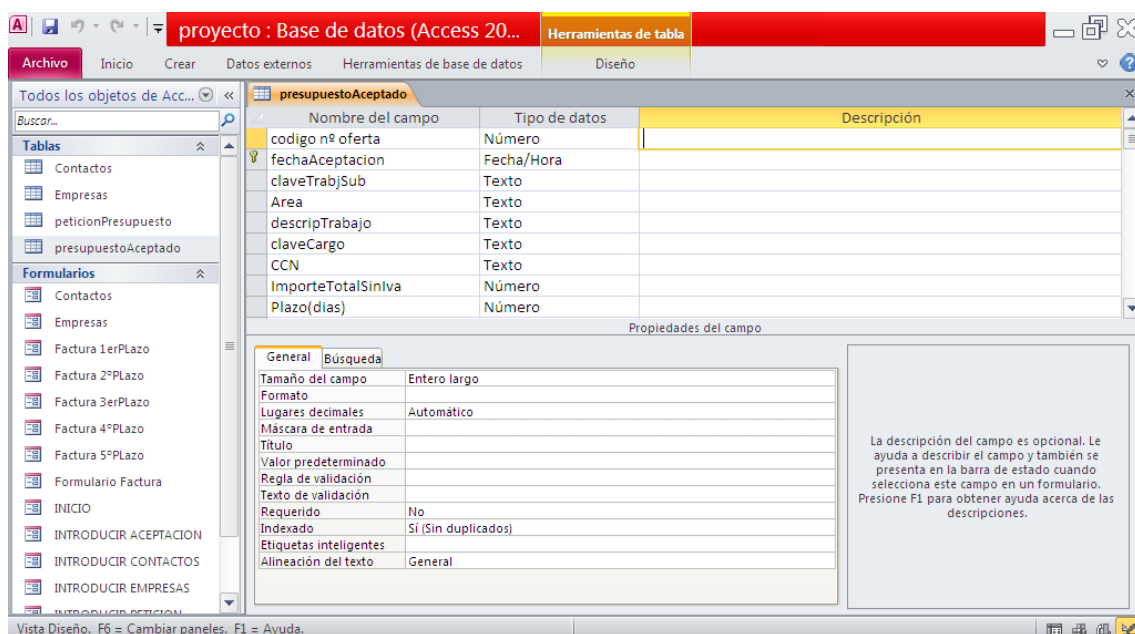 proyecto : Base de datos (Access 20...
Herramientas de tabla
Archivo Inicio Crear Datos externos Herramientas de base de datos Diseño
Todos los objetos de Acc... «
Buscar...
Tablas
Contactos
Empresas
peticionPresupuesto
presupuestoAceptado
Formularios
Contactos
Empresas
Factura 1erPLazo
Factura 2ºPLazo
Factura 3erPLazo
Factura 4ºPLazo
Factura 5ºPLazo
Formulario Factura
INICIO
INTRODUCIR ACEPTACION
INTRODUCIR CONTACTOS
INTRODUCIR EMPRESAS
INTRODUCIR PETICION
presupuestoAceptado
Nombre del campo Tipo de datos Descripción
codigo nº oferta Número
fechaAceptacion Fecha/Hora
claveTrabjSub Texto
Area Texto
descripTrabajo Texto
claveCargo Texto
CCN Texto
ImporteTotalSinIva Número
Plazo(dias) Número
Propiedades del campo
General Búsqueda
Tamaño del campo Entero largo
Formato
Lugares decimales Automático
Máscara de entrada
Título
Valor predeterminado
Regla de validación
Texto de validación
Requerido No
Indexado Sí (Sin duplicados)
Etiquetas inteligentes
Alineación del texto General
La descripción del campo es opcional. Le
ayuda a describir el campo y también se
presenta en la barra de estado cuando
selecciona este campo en un formulario.
Presione F1 para obtener ayuda acerca de las
descripciones.
Vista Diseño. F6 = Cambiar paneles. F1 = Ayuda.